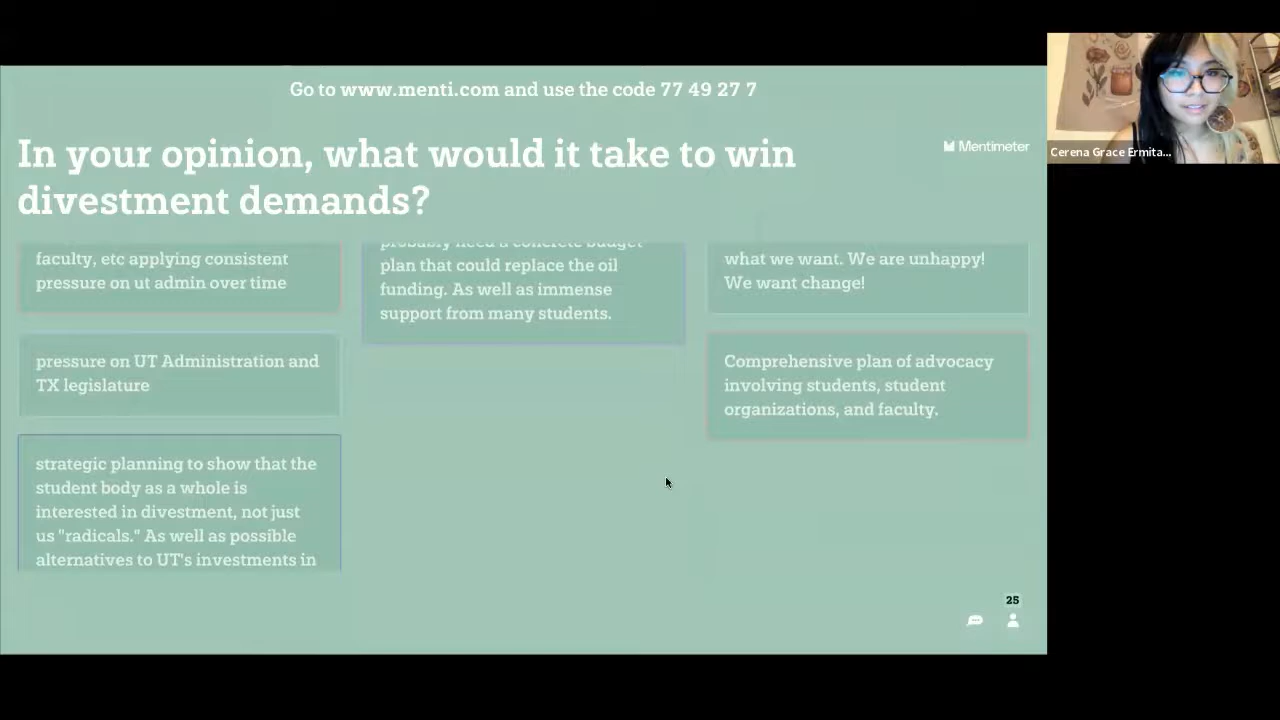 Go to www.menti.com and use the code 77 49 27 7
In your opinion, what would it take to win
divestment demands?
Mentimeter
faculty, etc applying consistent
pressure on ut admin over time
pressure on UT Administration and
TX legislature
strategic planning to show that the
student body as a whole is
interested in divestment, not just
us "radicals." As well as possible
alternatives to UT's investments in
probably need a concrete budget
plan that could replace the oil
funding. As well as immense
support from many students.
what we want. We are unhappy!
We want change!
Comprehensive plan of advocacy
involving students, student
organizations, and faculty.
25
Cerena Grace Ermita...